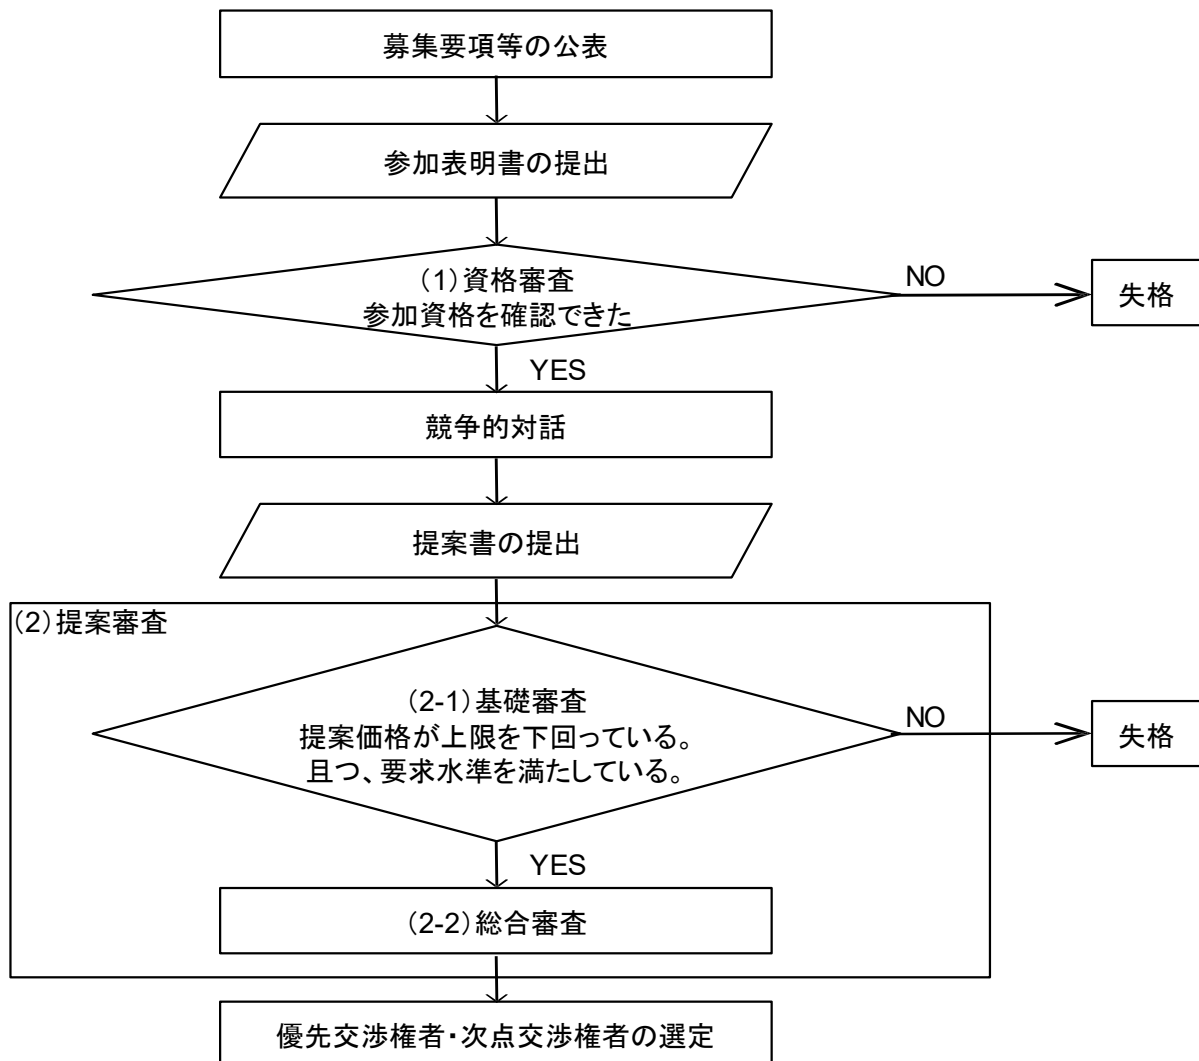 募集要項等の公表
参加表明書の提出
(1)資格審査
参加資格を確認できた
NO
失格
YES
競争的対話
提案書の提出
(2)提案審査
(2-1)基礎審査
提案価格が上限を下回っている。
且つ、要求水準を満たしている。
NO
失格
YES
(2-2)総合審査
優先交渉権者・次点交渉権者の選定